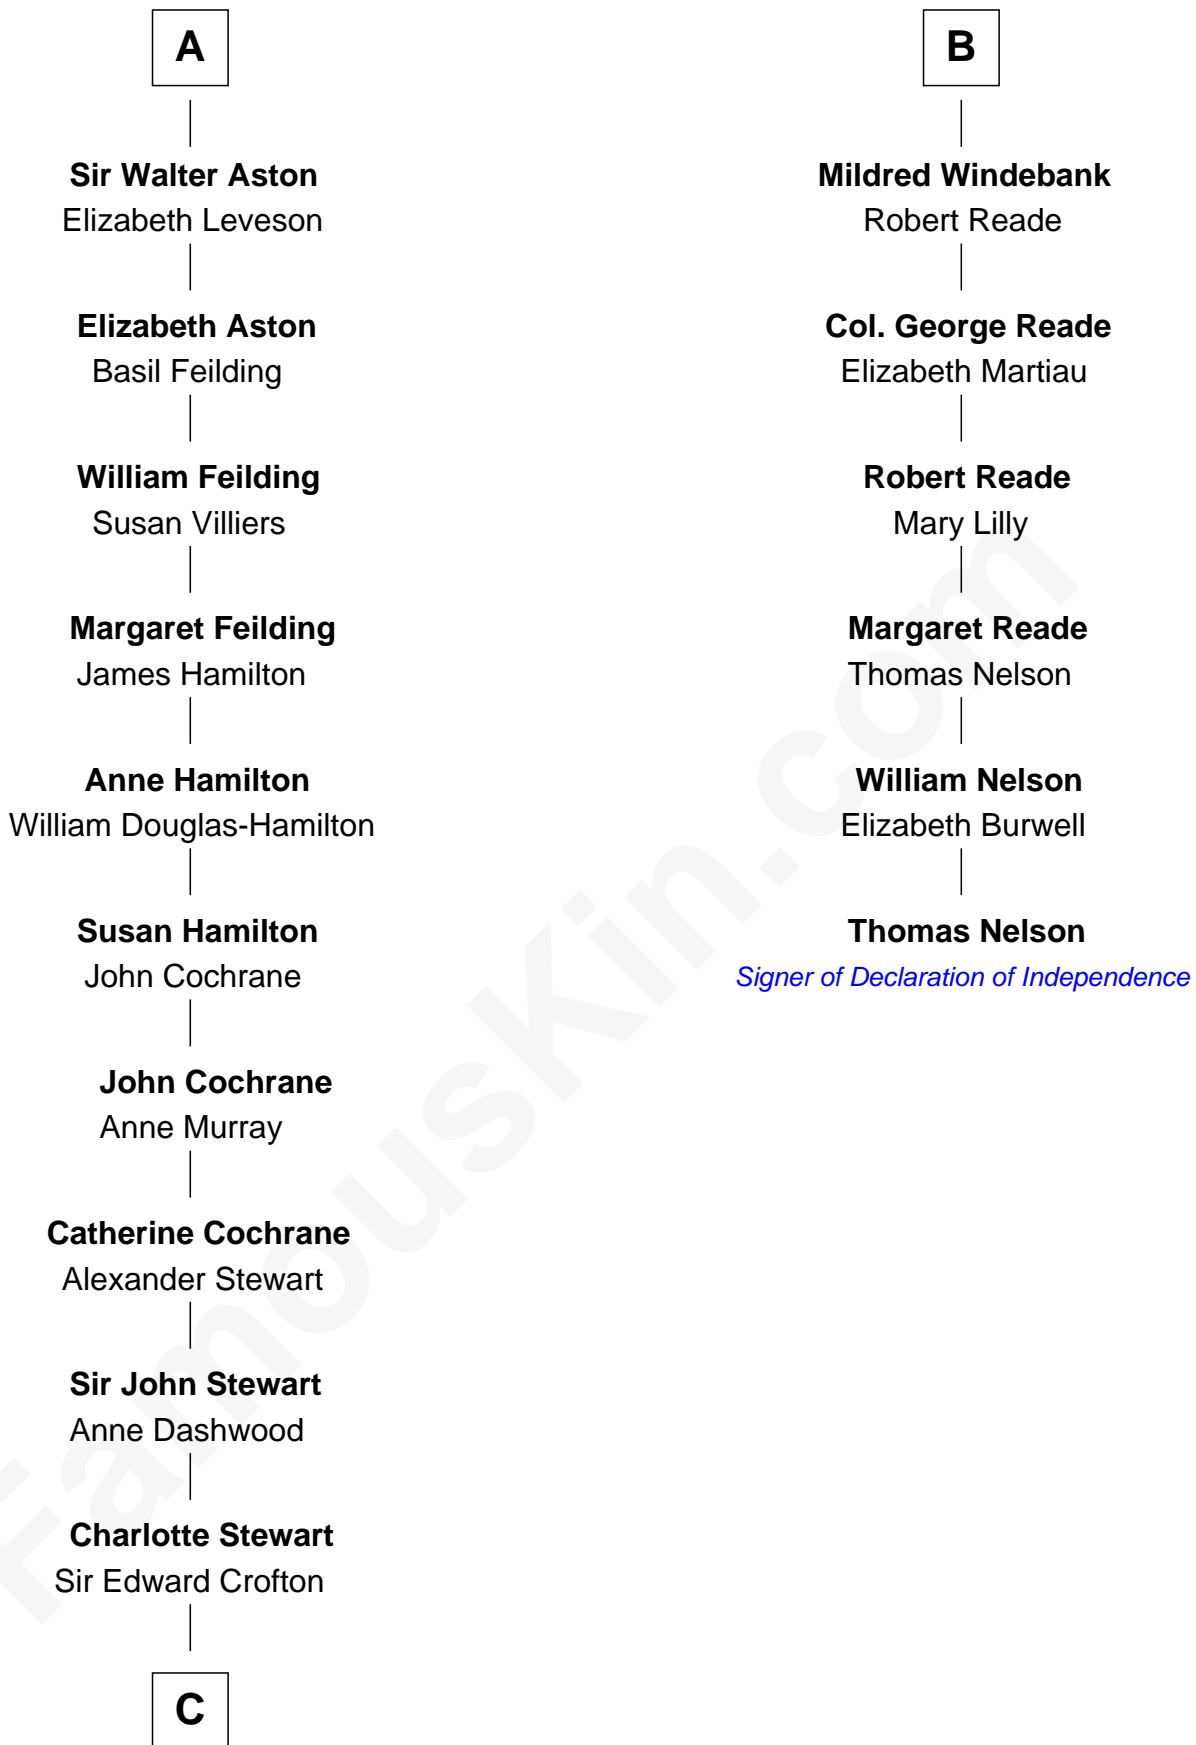 A
Sir Walter Aston
Elizabeth Leveson
Elizabeth Aston
Basil Feilding
William Feilding
Susan Villiers
Margaret Feilding
James Hamilton
Anne Hamilton
William Douglas-Hamilton
Susan Hamilton
John Cochrane
John Cochrane
Anne Murray
Catherine Cochrane
Alexander Stewart
Sir John Stewart
Anne Dashwood
Charlotte Stewart
Sir Edward Crofton
C
B
Mildred Windebank
Robert Reade
Col. George Reade
Elizabeth Martiau
Robert Reade
Mary Lilly
Margaret Reade
Thomas Nelson
William Nelson
Elizabeth Burwell
Thomas Nelson
Signer of Declaration of Independence
FamousKin.com